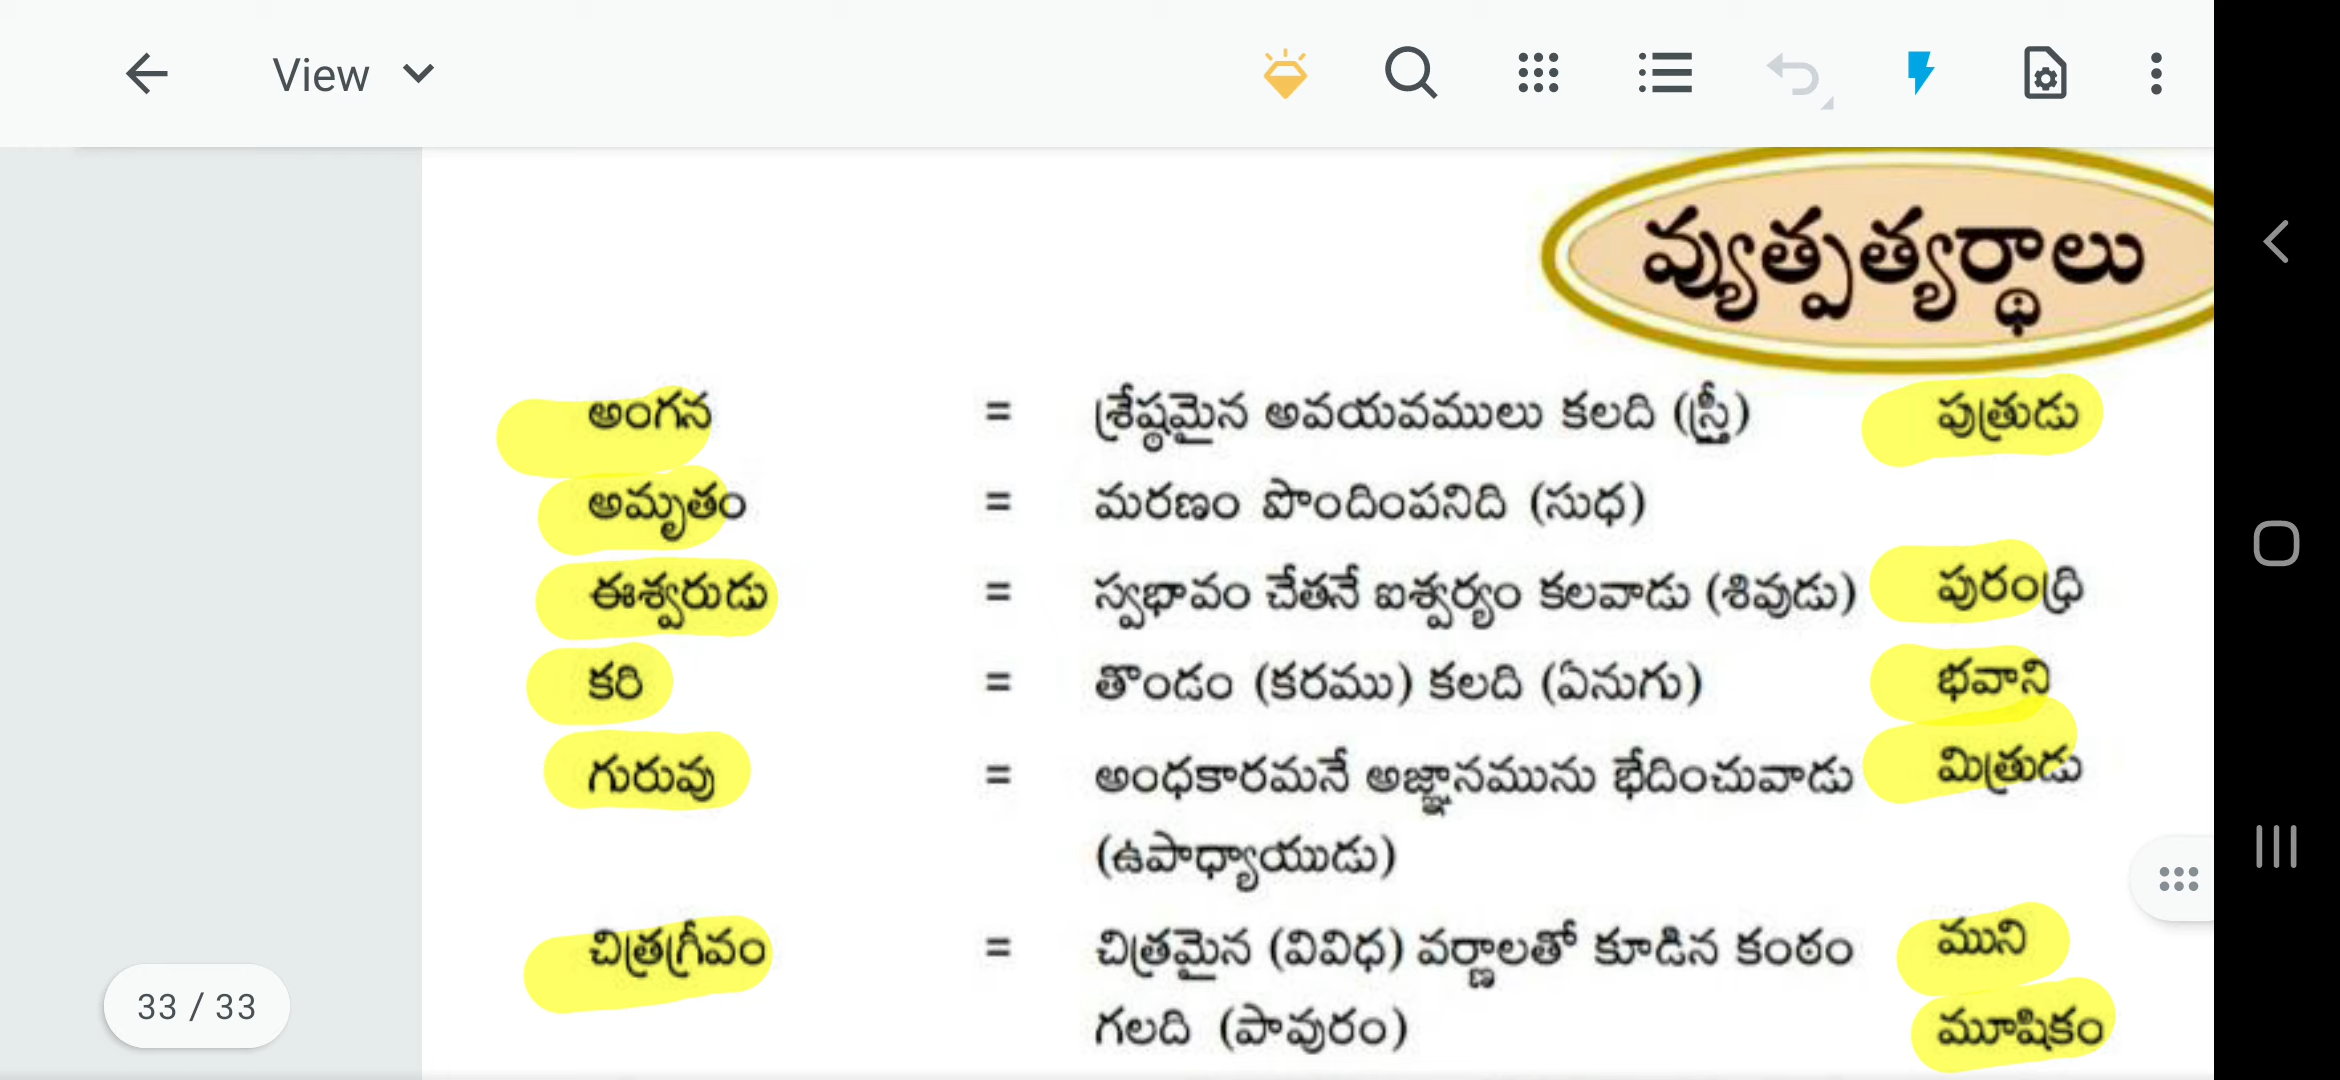 View
వ్యుత్పత్యర్థాలు
అంగన = శ్రేష్ఠమైన అవయవములు కలది (స్త్రీ)
అమృతం = మరణం పొందింపనిది (సుధ)
ఈశ్వరుడు = స్వభావం చేతనే ఐశ్వర్యం కలవాడు (శివుడు)
కరి = తొండం (కరము) కలది (ఏనుగు)
గురువు = అంధకారమనే అజ్ఞానమును భేదించువాడు
(ఉపాధ్యాయుడు)
చిత్రగ్రీవం = చిత్రమైన (వివిధ) వర్ణాలతో కూడిన కంఠం
గలది (పావురం)
పుత్రుడు
పురంధ్రి
భవాని
మిత్రుడు
ముని
మూషికం
33 / 33